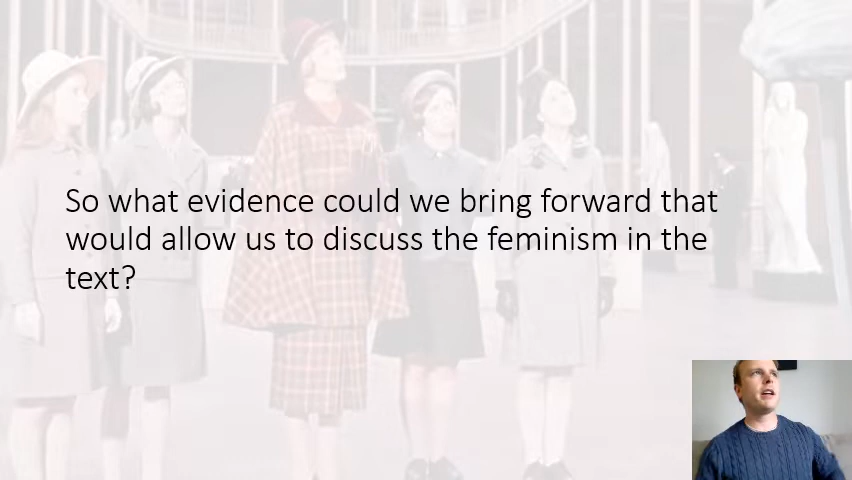 So what evidence could we bring forward that
would allow us to discuss the feminism in the
text?